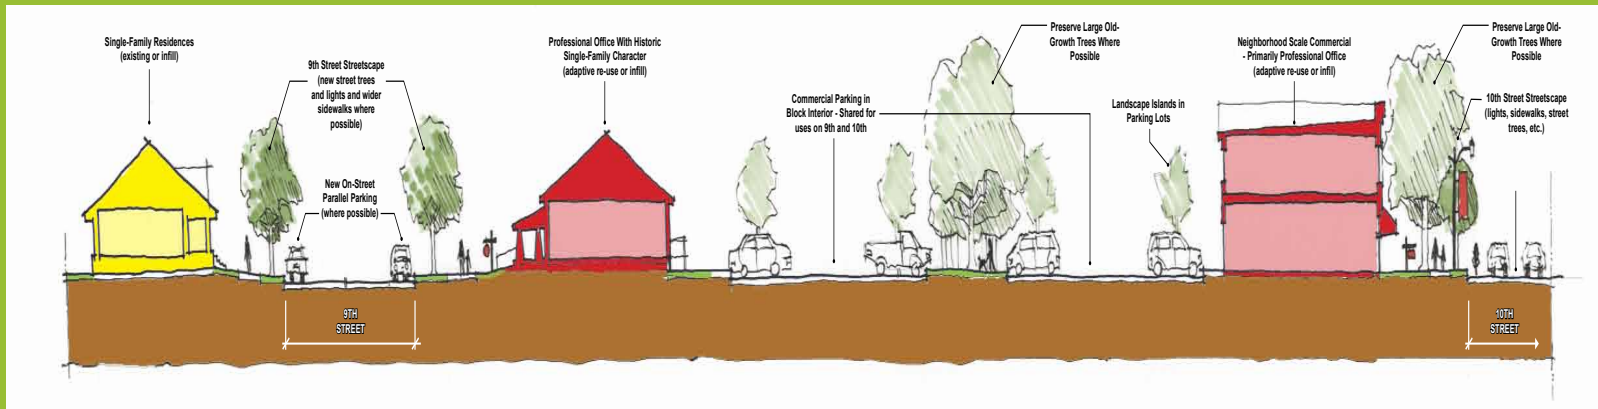 Single-Family Residences
(existing or infill)
9th Street Streetscape
(new street trees
and lights and wider
sidewalks where
possible)
New On-Street
Parallel Parking
(where possible)
Professional Office With Historic
Single-Family Character
(adaptive re-use or infill)
Commercial Parking in
Block Interior - Shared for
uses on 9th and 10th
Preserve Large Old-
Growth Trees Where
Possible
Landscape Islands in
Parking Lots
Neighborhood Scale Commercial
- Primarily Professional Office
(adaptive re-use or infil)
Preserve Large Old-
Growth Trees Where
Possible
10th Street Streetscape
(lights, sidewalks, street
trees, etc.)
9TH
STREET
10TH
STREET